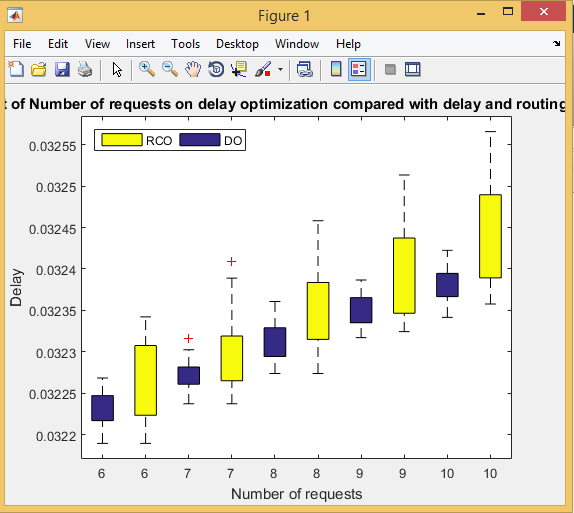 Figure 1
File Edit View Insert Tools Desktop Window Help
t of Number of requests on delay optimization compared with delay and routing
RCO DO
0.03255
0.0325
0.03245
0.0324
0.03235
0.0323
0.03225
0.0322
Delay
6 6 7 7 8 8 9 9 10 10
Number of requests